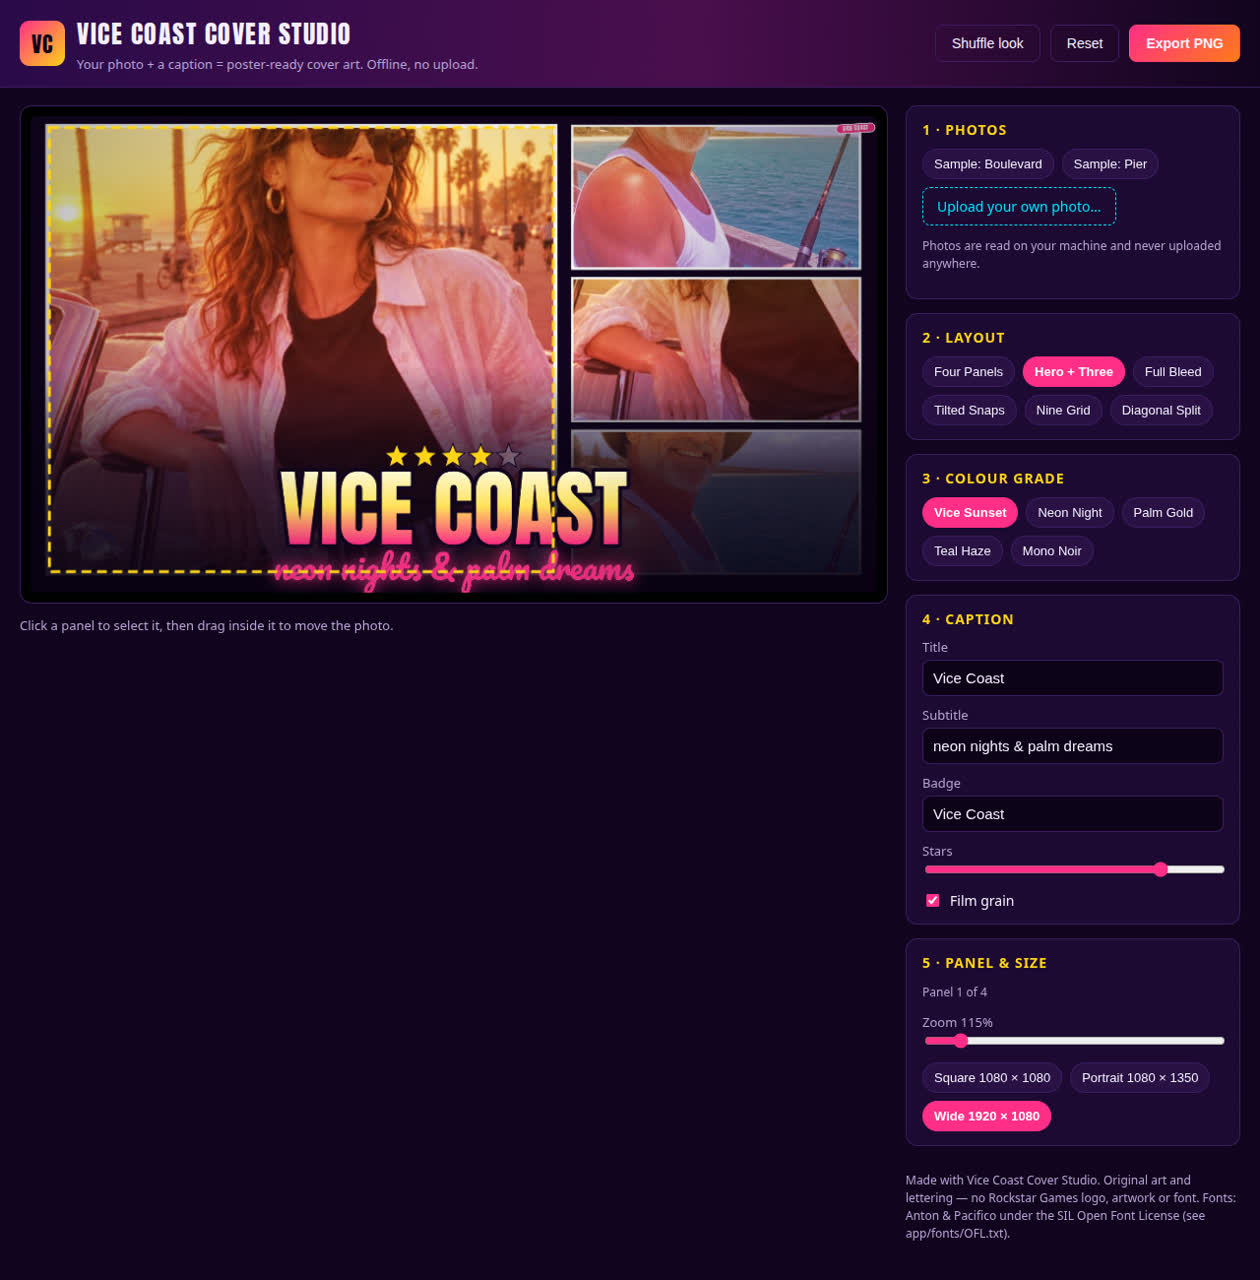 VC
VICE COAST COVER STUDIO
Your photo + a caption = poster-ready cover art. Offline, no upload.
Shuffle look
Reset
Export PNG
VICE COAST
VICE COAST
neon nights & palm dreams
Click a panel to select it, then drag inside it to move the photo.
1 · PHOTOS
Sample: Boulevard
Sample: Pier
Upload your own photo...
Photos are read on your machine and never uploaded
anywhere.
2 · LAYOUT
Four Panels
Hero + Three
Full Bleed
Tilted Snaps
Nine Grid
Diagonal Split
3 · COLOUR GRADE
Vice Sunset
Neon Night
Palm Gold
Teal Haze
Mono Noir
4 · CAPTION
Title
Vice Coast
Subtitle
neon nights & palm dreams
Badge
Vice Coast
Stars
Film grain
5 · PANEL & SIZE
Panel 1 of 4
Zoom 115%
Square 1080 × 1080
Portrait 1080 × 1350
Wide 1920 × 1080
Made with Vice Coast Cover Studio. Original art and
lettering — no Rockstar Games logo, artwork or font. Fonts:
Anton & Pacifico under the SIL Open Font License (see
app/fonts/OFL.txt).